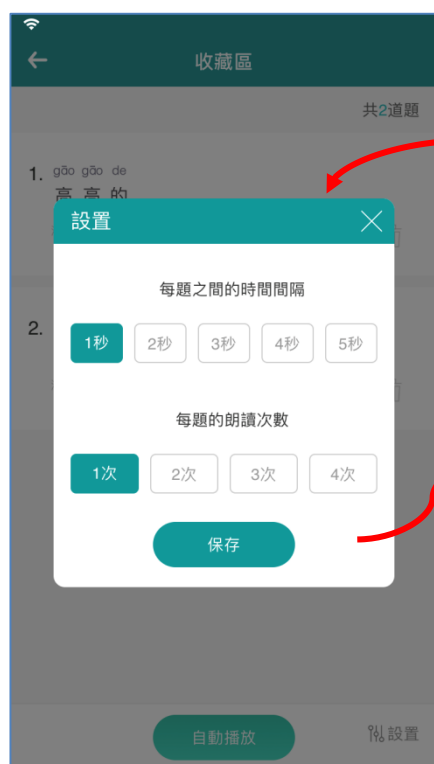 收藏區
共2道題
1. gāo gāo de
高高的
設置
每題之間的時間間隔
1秒 2秒 3秒 4秒 5秒
2.
每題的朗讀次數
1次 2次 3次 4次
保存
自動播放 設置